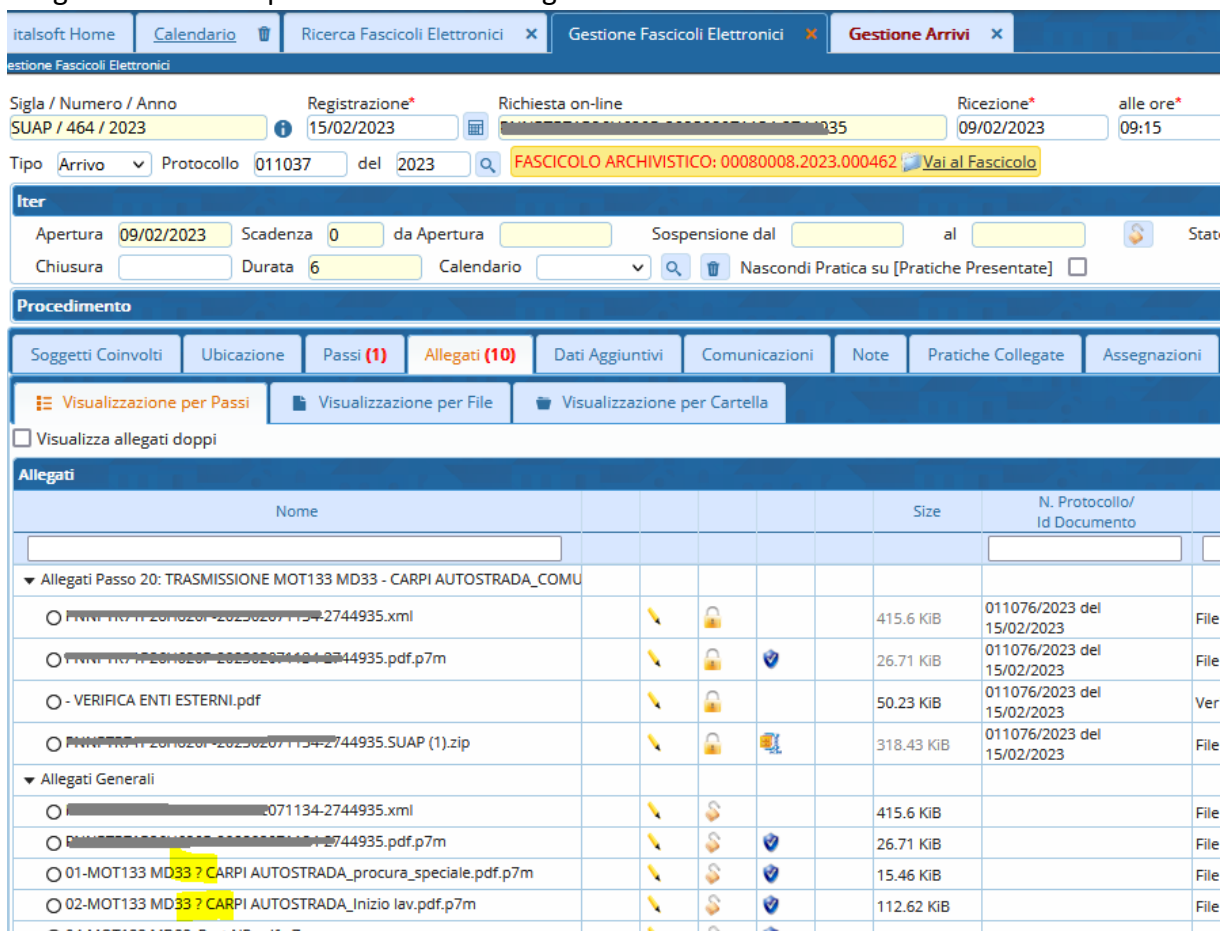 italsoft Home Calendario Ricerca Fascicoli Elettronici × Gestione Fascicoli Elettronici × Gestione Arrivi ×
estione Fascicoli Elettronici
Sigla / Numero / Anno Registrazione* Richiesta on-line Ricezione* alle ore*
SUAP / 464 / 2023 15/02/2023 35 09/02/2023 09:15
Tipo Arrivo Protocollo 011037 del 2023 FASCICOLO ARCHIVISTICO: 00080008.2023.000462 Vai al Fascicolo
Iter
Apertura 09/02/2023 Scadenza 0 da Apertura Sospensione dal al Stat
Chiusura Durata 6 Calendario Nascondi Pratica su [Pratiche Presentate]
Procedimento
Soggetti Coinvolti Ubicazione Passi (1) Allegati (10) Dati Aggiuntivi Comunicazioni Note Pratiche Collegate Assegnazioni
Visualizzazione per Passi Visualizzazione per File Visualizzazione per Cartella
Visualizza allegati doppi
Allegati
Nome Size N. Protocollo/
Id Documento
Allegati Passo 20: TRASMISSIONE MOT133 MD33 - CARPI AUTOSTRADA_COMU
-2744935.xml 415.6 KiB 011076/2023 del
15/02/2023 File
44935.pdf.p7m 26.71 KiB 011076/2023 del
15/02/2023 File
- VERIFICA ENTI ESTERNI.pdf 50.23 KiB 011076/2023 del
15/02/2023 Ver
2744935.SUAP (1).zip 318.43 KiB 011076/2023 del
15/02/2023 File
Allegati Generali
071134-2744935.xml 415.6 KiB File
2744935.pdf.p7m 26.71 KiB File
01-MOT133 MD33 ? CARPI AUTOSTRADA_procura_speciale.pdf.p7m 15.46 KiB File
02-MOT133 MD33 ? CARPI AUTOSTRADA_Inizio lav.pdf.p7m 112.62 KiB File